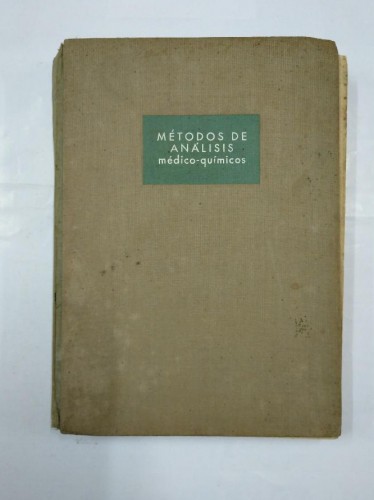 MÉTODOS DE
ANÁLISIS
médico-químicos